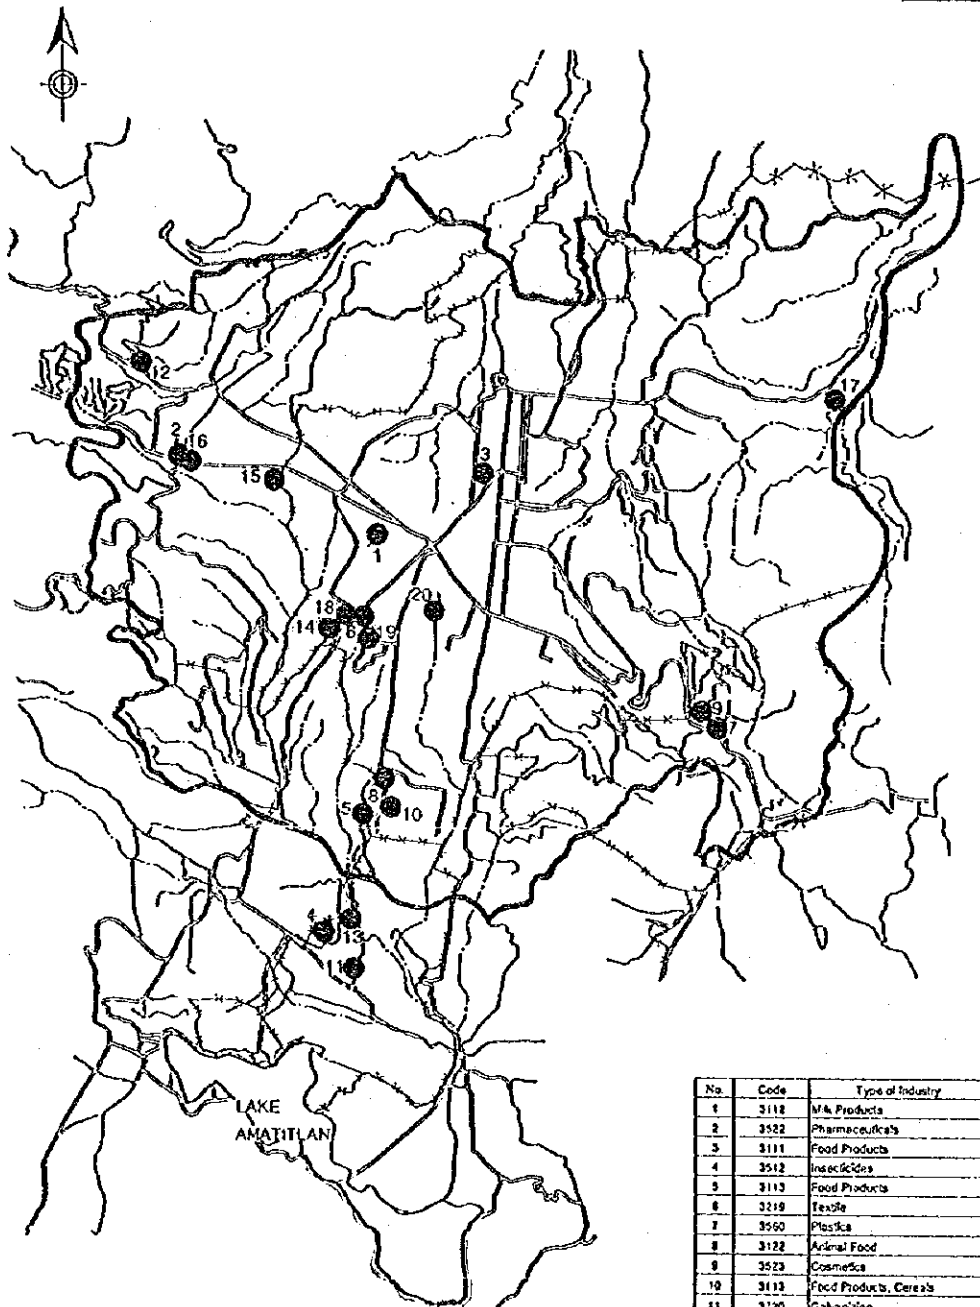 17
12
2
16
3
15
1
18
20
14
6
19
9
8
5
10
4
13
11
LAKE
AMATITLAN
No. Code Type of Industry
1 3112 Milk Products
2 3522 Pharmaceuticals
3 3111 Food Products
4 3512 Insecticides
5 3113 Food Products
6 3219 Textile
7 3560 Plastics
8 3122 Animal Food
9 3523 Cosmetics
10 3113 Food Products, Cereals
11